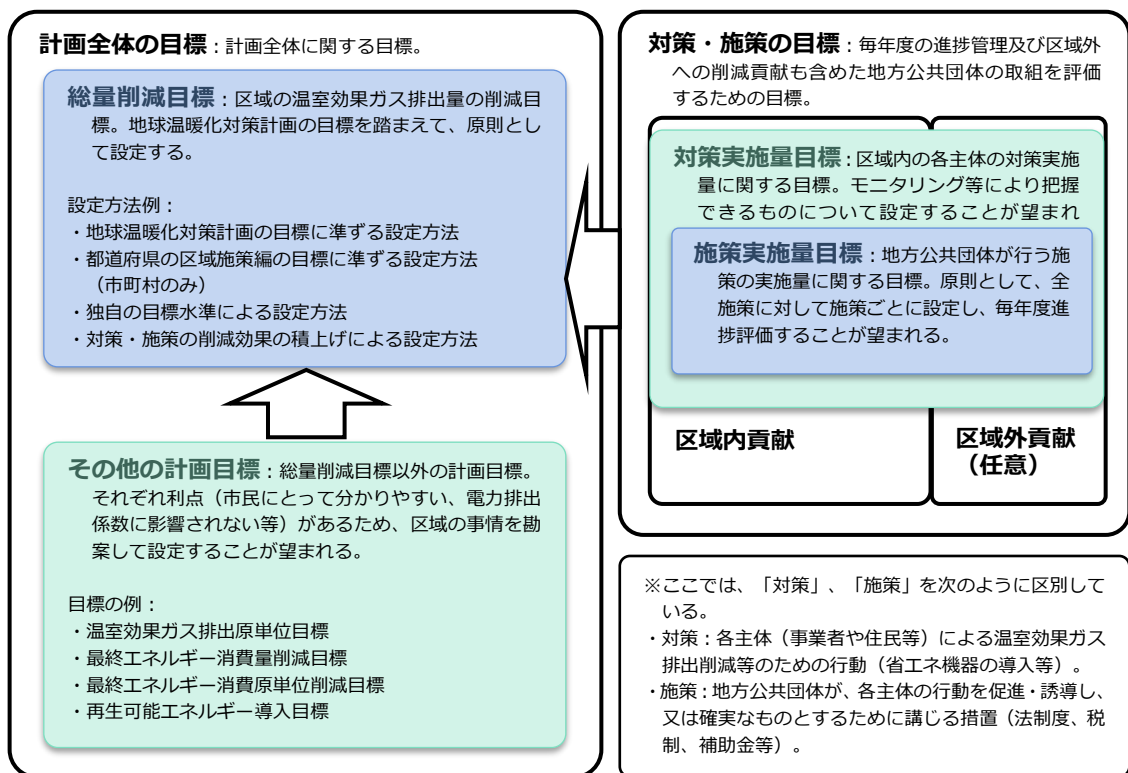 計画全体の目標：計画全体に関する目標。
総量削減目標：区域の温室効果ガス排出量の削減目
標。地球温暖化対策計画の目標を踏まえて、原則とし
て設定する。
設定方法例：
・地球温暖化対策計画の目標に準ずる設定方法
・都道府県の区域施策編の目標に準ずる設定方法
（市町村のみ）
・独自の目標水準による設定方法
・対策・施策の削減効果の積上げによる設定方法
その他の計画目標：総量削減目標以外の計画目標。
それぞれ利点（市民にとって分かりやすい、電力排出
係数に影響されない等）があるため、区域の事情を勘
案して設定することが望まれる。
目標の例：
・温室効果ガス排出原単位目標
・最終エネルギー消費量削減目標
・最終エネルギー消費原単位削減目標
・再生可能エネルギー導入目標
対策・施策の目標：毎年度の進捗管理及び区域外
への削減貢献も含めた地方公共団体の取組を評価
するための目標。
対策実施量目標：区域内の各主体の対策実施
量に関する目標。モニタリング等により把握
できるものについて設定することが望まれ
施策実施量目標：地方公共団体が行う施
策の実施量に関する目標。原則として、全
施策に対して施策ごとに設定し、毎年度進
捗評価することが望まれる。
区域内貢献
区域外貢献
（任意）
※ここでは、「対策」、「施策」を次のように区別して
いる。
・対策：各主体（事業者や住民等）による温室効果ガス
排出削減等のための行動（省エネ機器の導入等）。
・施策：地方公共団体が、各主体の行動を促進・誘導し、
又は確実なものとするために講じる措置（法制度、税
制、補助金等）。